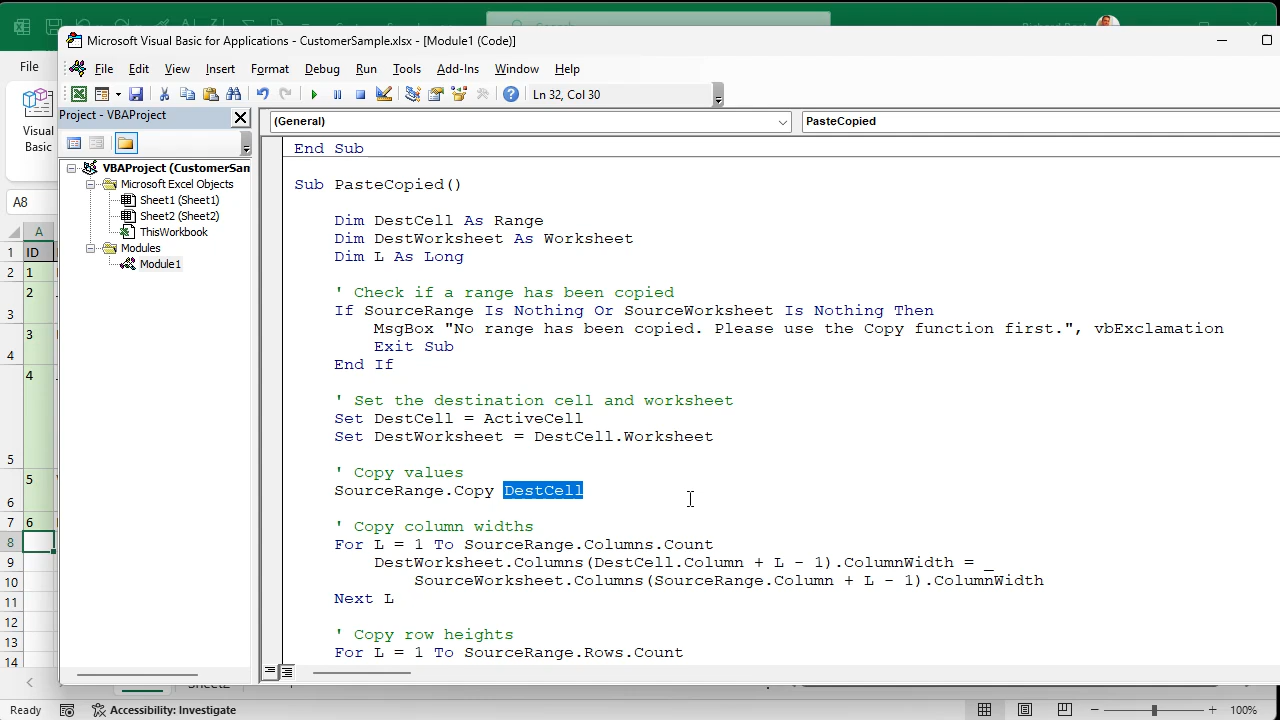 Microsoft Visual Basic for Applications - CustomerSample.xlsx - [Module1 (Code)]
File Edit View Insert Format Debug Run Tools Add-Ins Window Help
Ln 32, Col 30
File
Visual
Basic
A8
Project - VBAProject
VBAProject (CustomerSan
Microsoft Excel Objects
Sheet1 (Sheet1)
Sheet2 (Sheet2)
ThisWorkbook
Modules
Module1
(General)
PasteCopied
End Sub
Sub PasteCopied()
Dim DestCell As Range
Dim DestWorksheet As Worksheet
Dim L As Long
' Check if a range has been copied
If SourceRange Is Nothing Or SourceWorksheet Is Nothing Then
MsgBox "No range has been copied. Please use the Copy function first.", vbExclamation
Exit Sub
End If
' Set the destination cell and worksheet
Set DestCell = ActiveCell
Set DestWorksheet = DestCell.Worksheet
' Copy values
SourceRange.Copy DestCell
' Copy column widths
For L = 1 To SourceRange.Columns.Count
DestWorksheet.Columns(DestCell.Column + L - 1).ColumnWidth = _
SourceWorksheet.Columns(SourceRange.Column + L - 1).ColumnWidth
Next L
' Copy row heights
For L = 1 To SourceRange.Rows.Count
A
1 ID
2 1
3 2
4 3
5 4
6 5
7 6
8
9
10
11
12
13
14
Ready
Accessibility: Investigate
100%